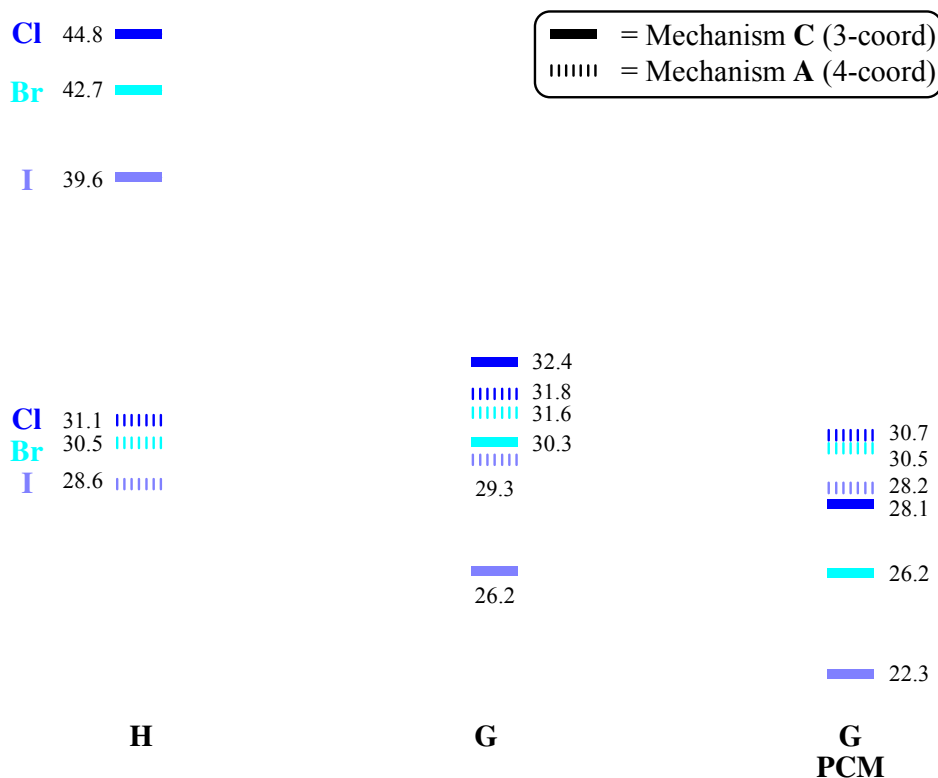 Cl 44.8
= Mechanism C (3-coord)
= Mechanism A (4-coord)
Br 42.7
I 39.6
32.4
31.8
31.6
30.3
29.3
26.2
Cl 31.1
Br 30.5
I 28.6
30.7
30.5
28.2
28.1
26.2
22.3
H
G
G
PCM